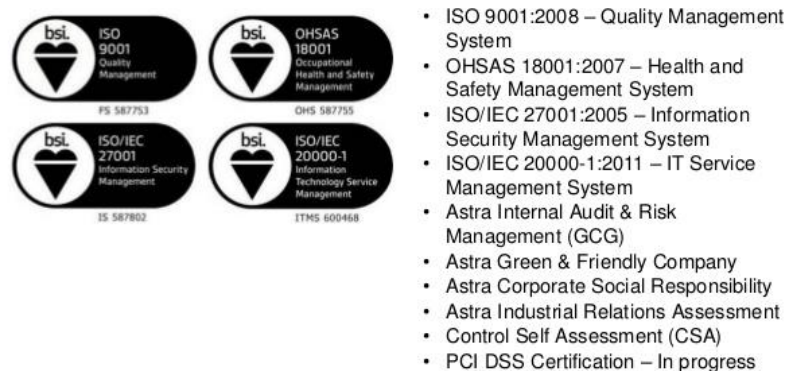 bsi.
ISO
9001
Quality
Management
FS 587753
bsi.
OHSAS
18001
Occupational
Health and Safety
Management
OHS 587755
bsi.
ISO/IEC
27001
Information Security
Management
IS 587802
bsi.
ISO/IEC
20000-1
Information
Technology Service
Management
ITMS 600468
• ISO 9001:2008 – Quality Management
System
• OHSAS 18001:2007 – Health and
Safety Management System
• ISO/IEC 27001:2005 – Information
Security Management System
• ISO/IEC 20000-1:2011 – IT Service
Management System
• Astra Internal Audit & Risk
Management (GCG)
• Astra Green & Friendly Company
• Astra Corporate Social Responsibility
• Astra Industrial Relations Assessment
• Control Self Assessment (CSA)
• PCI DSS Certification – In progress